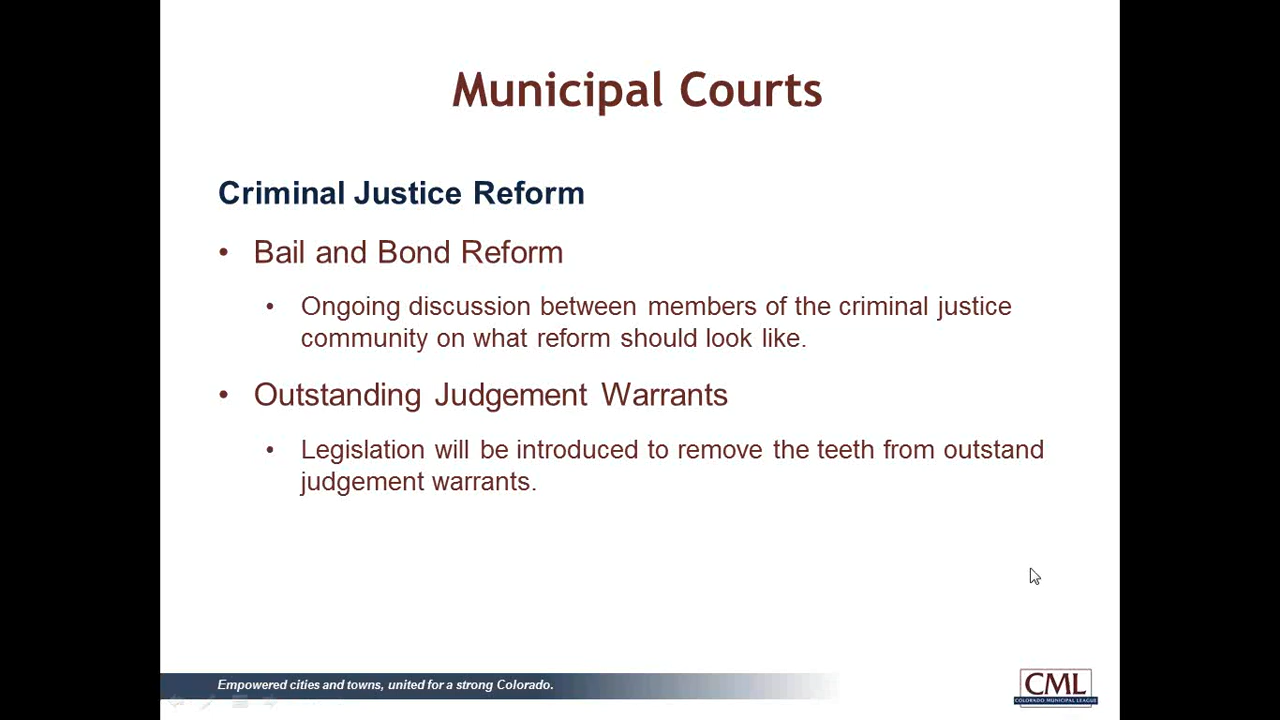 Municipal Courts
Criminal Justice Reform
• Bail and Bond Reform
• Ongoing discussion between members of the criminal justice
community on what reform should look like.
• Outstanding Judgement Warrants
• Legislation will be introduced to remove the teeth from outstand
judgement warrants.
Empowered cities and towns, united for a strong Colorado.
CML
COLORADO MUNICIPAL LEAGUE